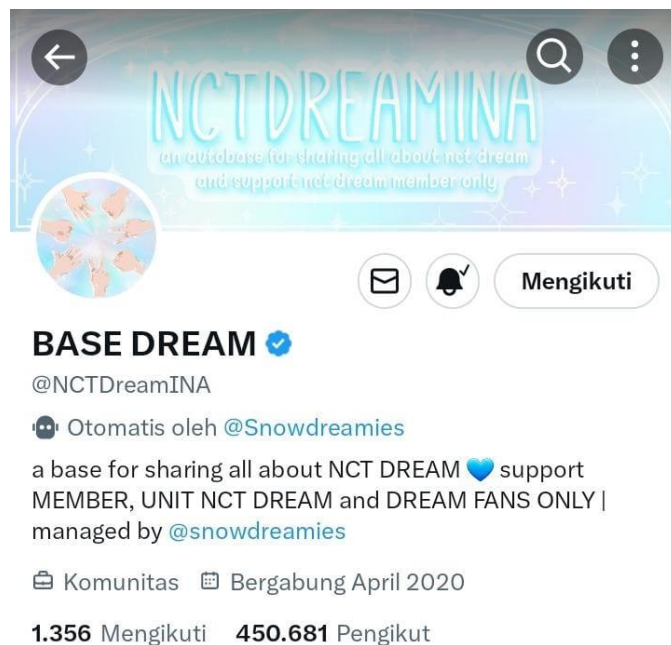 NCTDREAMINA
an autobase for sharing all about nct dream
and support nct dream member only
Mengikuti
BASE DREAM
@NCTDreamINA
Otomatis oleh @Snowdreamies
a base for sharing all about NCT DREAM 💙 support
MEMBER, UNIT NCT DREAM and DREAM FANS ONLY |
managed by @snowdreamies
Komunitas Bergabung April 2020
1.356 Mengikuti 450.681 Pengikut